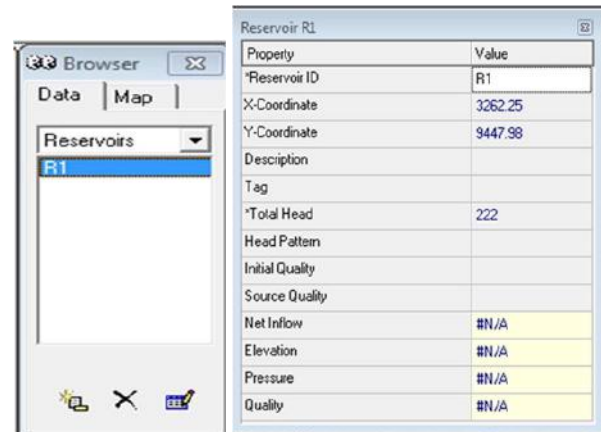 Browser
Data Map
Reservoirs
R1
Reservoir R1
Property Value
*Reservoir ID R1
X-Coordinate 3262.25
Y-Coordinate 9447.98
Description
Tag
*Total Head 222
Head Pattern
Initial Quality
Source Quality
Net Inflow #N/A
Elevation #N/A
Pressure #N/A
Quality #N/A